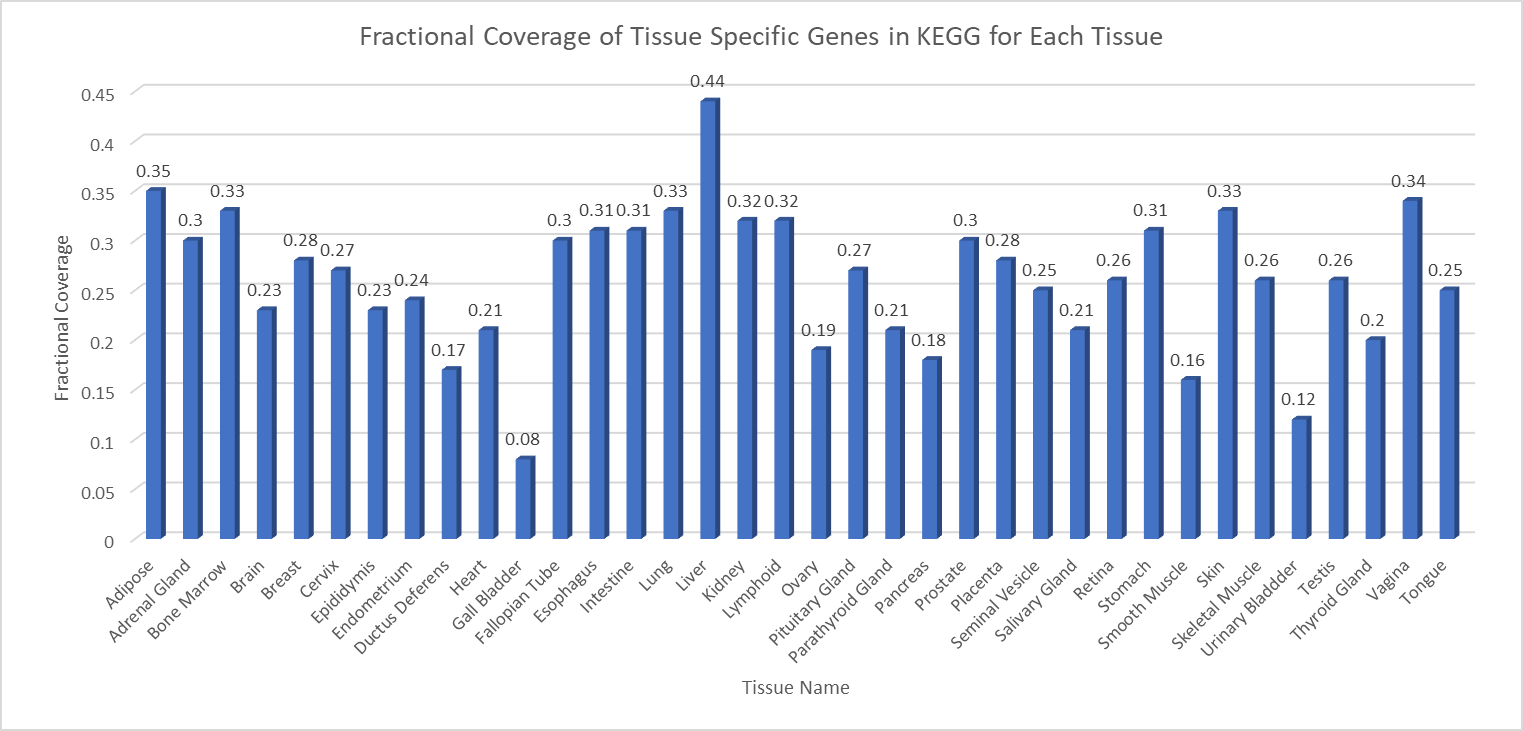 Fractional Coverage of Tissue Specific Genes in KEGG for Each Tissue
Fractional Coverage
0.45
0.4
0.35
0.3
0.25
0.2
0.15
0.1
0.05
0
0.35
0.3
0.33
0.23
0.28
0.27
0.23
0.24
0.17
0.21
0.08
0.3
0.31
0.31
0.33
0.44
0.32
0.32
0.19
0.27
0.21
0.18
0.3
0.28
0.25
0.21
0.26
0.31
0.16
0.33
0.26
0.12
0.26
0.2
0.34
0.25
Adipose
Adrenal Gland
Bone Marrow
Brain
Breast
Cervix
Epididymis
Endometrium
Ductus Deferens
Heart
Gall Bladder
Fallopian Tube
Esophagus
Intestine
Lung
Liver
Kidney
Lymphoid
Ovary
Pituitary Gland
Parathyroid Gland
Pancreas
Prostate
Placenta
Seminal Vesicle
Salivary Gland
Retina
Stomach
Smooth Muscle
Skin
Skeletal Muscle
Urinary Bladdder
Testis
Thyroid Gland
Vagina
Tongue
Tissue Name